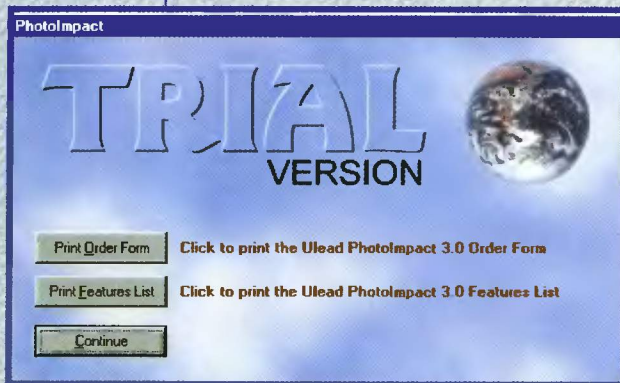 PhotoImpact
TRIAL
VERSION
Print Order Form Click to print the Ulead PhotoImpact 3.0 Order Form
Print Features List Click to print the Ulead PhotoImpact 3.0 Features List
Continue